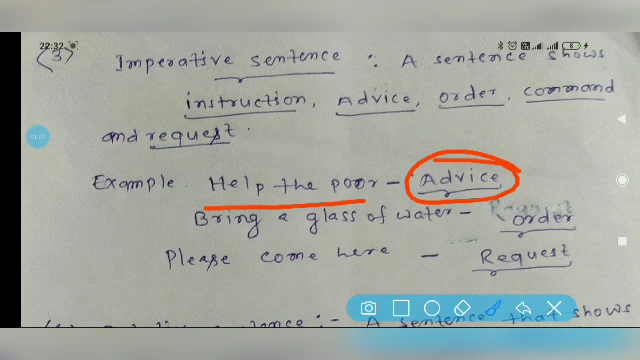 22:32
(3) Imperative sentence : A sentence shows
instruction, Advice, order, command
and request.
Example. Help the poor - Advice
Bring a glass of water - order
Please come here - Request
sentence :- A sentence that shows